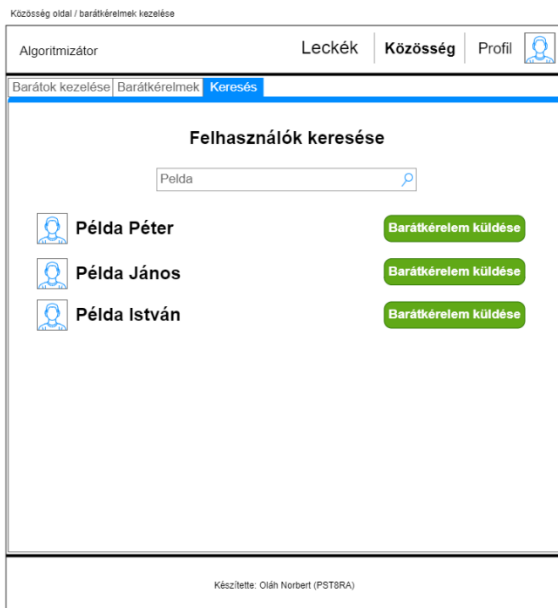 Közösség oldal / barátkérelmek kezelése
Algoritmizátor
Leckék Közösség Profil
Barátok kezelése Barátkérelmek Keresés
Felhasználók keresése
Pelda
Példa Péter Barátkérelem küldése
Példa János Barátkérelem küldése
Példa István Barátkérelem küldése
Készítette: Oláh Norbert (PST8RA)